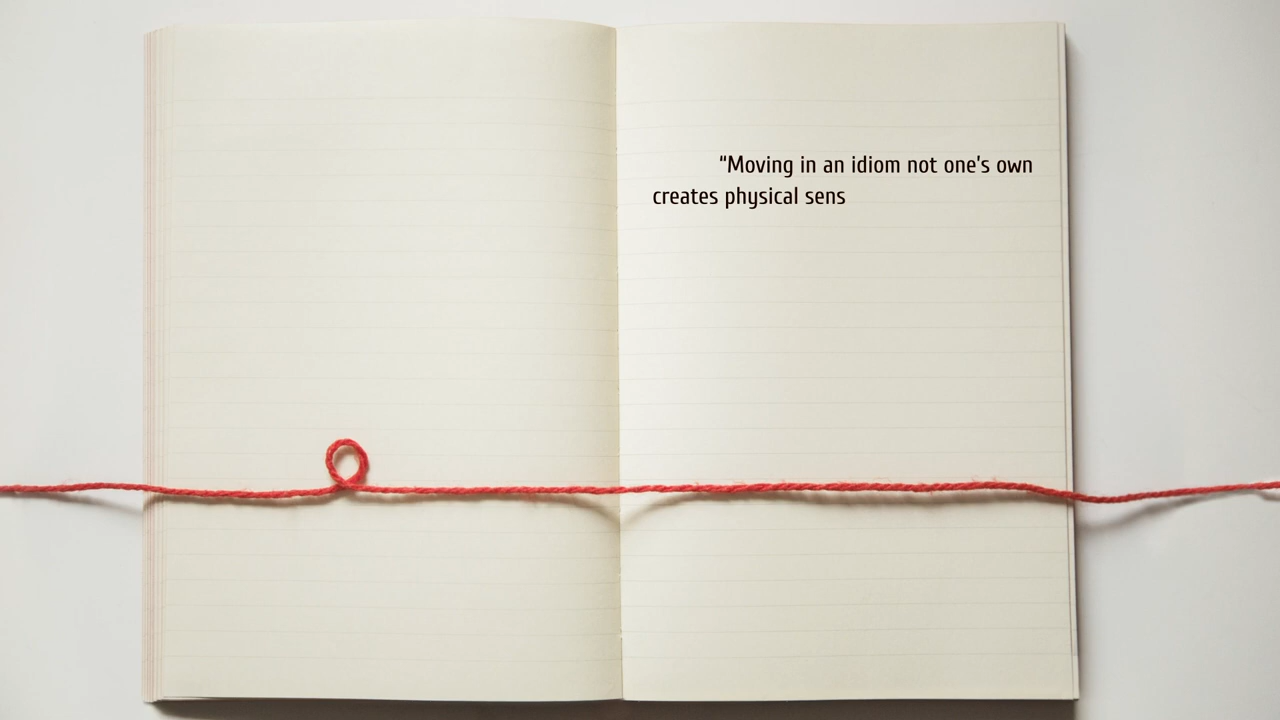 “Moving in an idiom not one’s own
creates physical sens